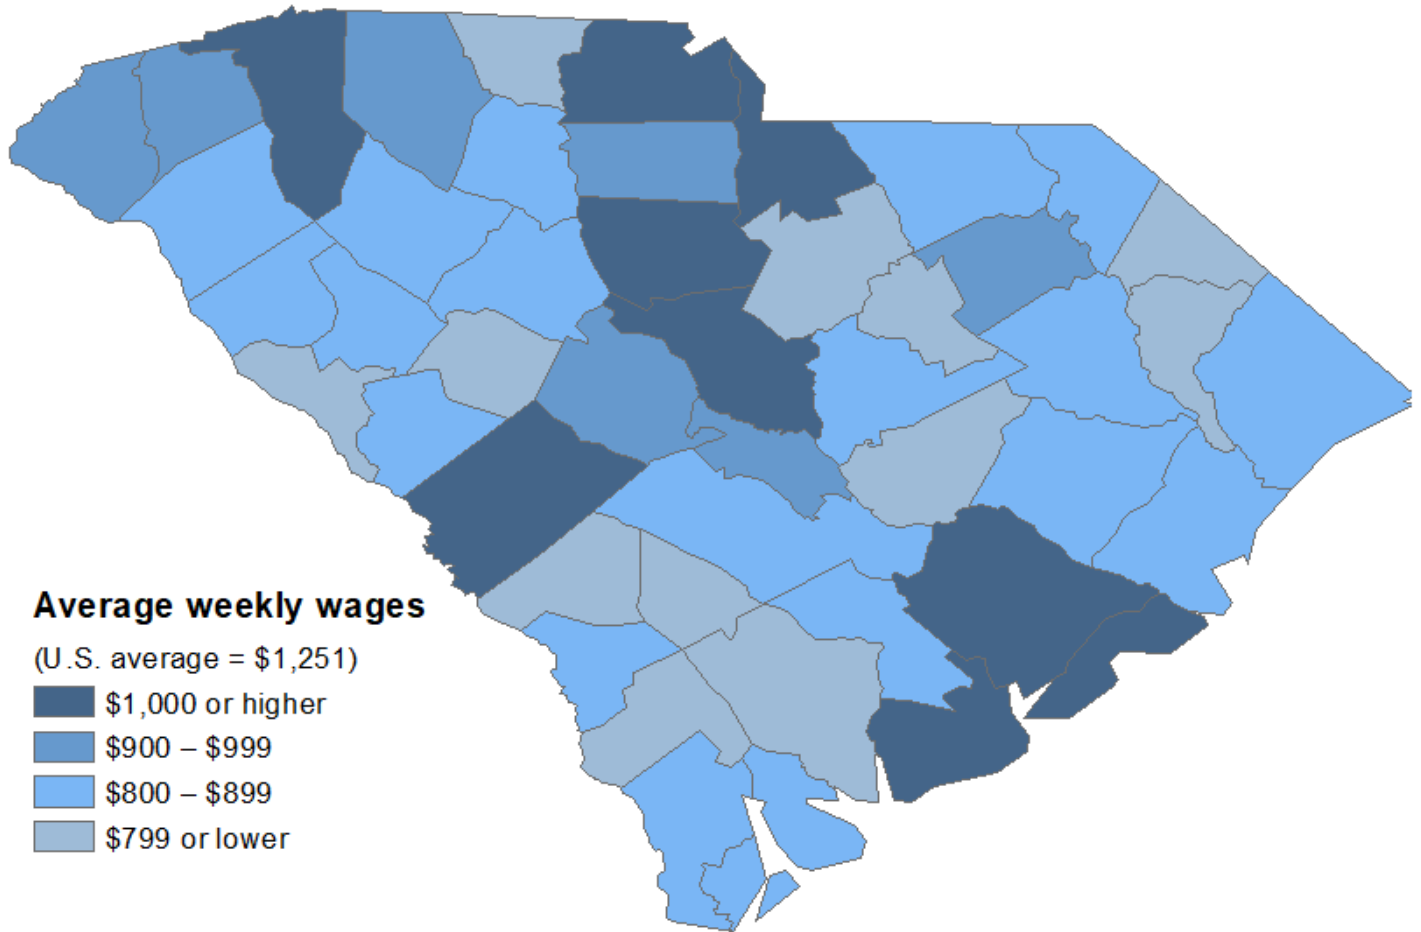 Average weekly wages
(U.S. average = $1,251)
$1,000 or higher
$900 – $999
$800 – $899
$799 or lower